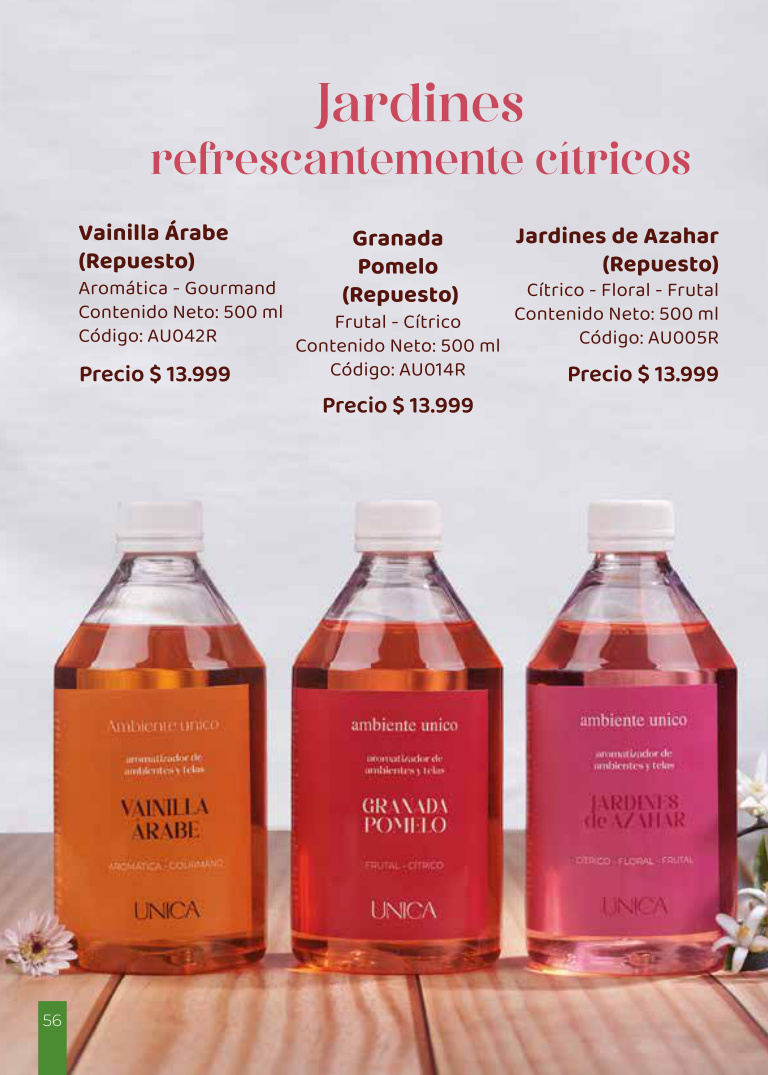 Jardines
refrescantemente cítricos
Vainilla Árabe
(Repuesto)
Aromática - Gourmand
Contenido Neto: 500 ml
Código: AU042R
Precio $ 13.999
Granada
Pomelo
(Repuesto)
Frutal - Cítrico
Contenido Neto: 500 ml
Código: AU014R
Precio $ 13.999
Jardines de Azahar
(Repuesto)
Cítrico - Floral - Frutal
Contenido Neto: 500 ml
Código: AU005R
Precio $ 13.999
Ambiente unico
aromatizador de
ambientes y telas
VAINILLA
ÁRABE
AROMÁTICA - GOURMAND
UNICA
ambiente unico
aromatizador de
ambientes y telas
GRANADA
POMELO
FRUTAL - CÍTRICO
UNICA
ambiente unico
aromatizador de
ambientes y telas
JARDINES
de AZAHAR
CÍTRICO - FLORAL - FRUTAL
UNICA
56